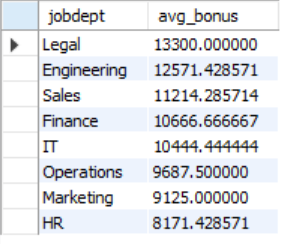 jobdept avg_bonus
Legal 13300.000000
Engineering 12571.428571
Sales 11214.285714
Finance 10666.666667
IT 10444.444444
Operations 9687.500000
Marketing 9125.000000
HR 8171.428571